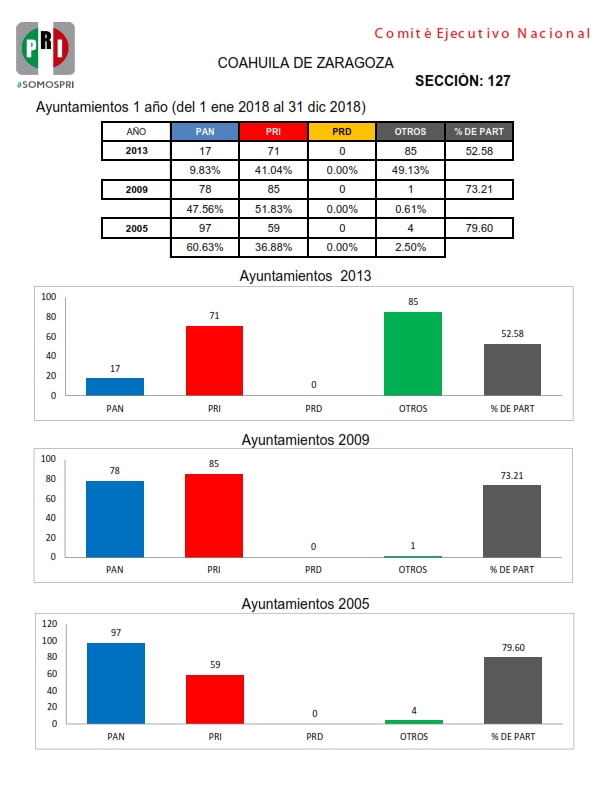 Comité Ejecutivo Nacional
PRI
#SOMOSPRI
COAHUILA DE ZARAGOZA
SECCIÓN: 127
Ayuntamientos 1 año (del 1 ene 2018 al 31 dic 2018)
AÑO PAN PRI PRD OTROS % DE PART
2013 17 71 0 85 52.58
9.83% 41.04% 0.00% 49.13%
2009 78 85 0 1 73.21
47.56% 51.83% 0.00% 0.61%
2005 97 59 0 4 79.60
60.63% 36.88% 0.00% 2.50%
Ayuntamientos 2013
100
80
60
40
20
0
17 71 0 85 52.58
PAN PRI PRD OTROS % DE PART
Ayuntamientos 2009
100
80
60
40
20
0
78 85 0 1 73.21
PAN PRI PRD OTROS % DE PART
Ayuntamientos 2005
120
100
80
60
40
20
0
97 59 0 4 79.60
PAN PRI PRD OTROS % DE PART